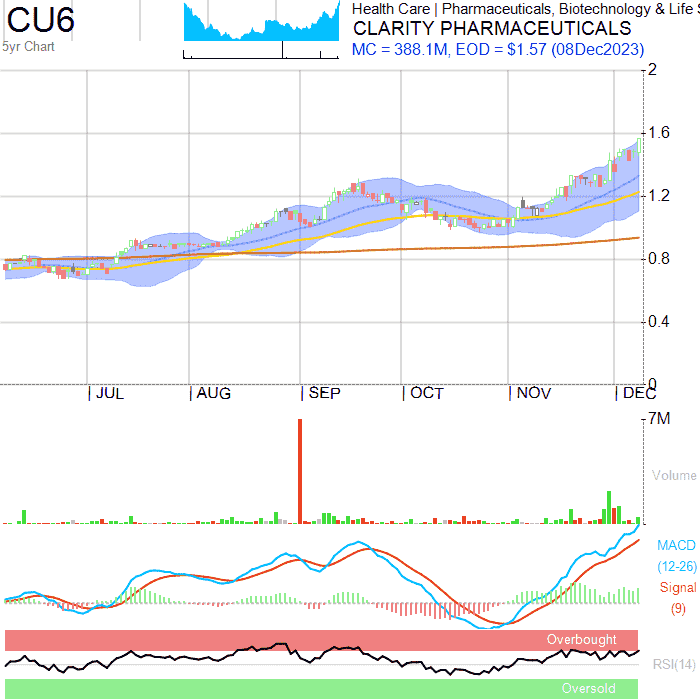 CU6
5yr Chart
Health Care | Pharmaceuticals, Biotechnology & Life S
CLARITY PHARMACEUTICALS
MC = 388.1M, EOD = $1.57 (08Dec2023)
2
1.6
1.2
0.8
0.4
0
JUL AUG SEP OCT NOV DEC
7M
Volume
MACD
(12-26)
Signal
(9)
Overbought
RSI(14)
Oversold